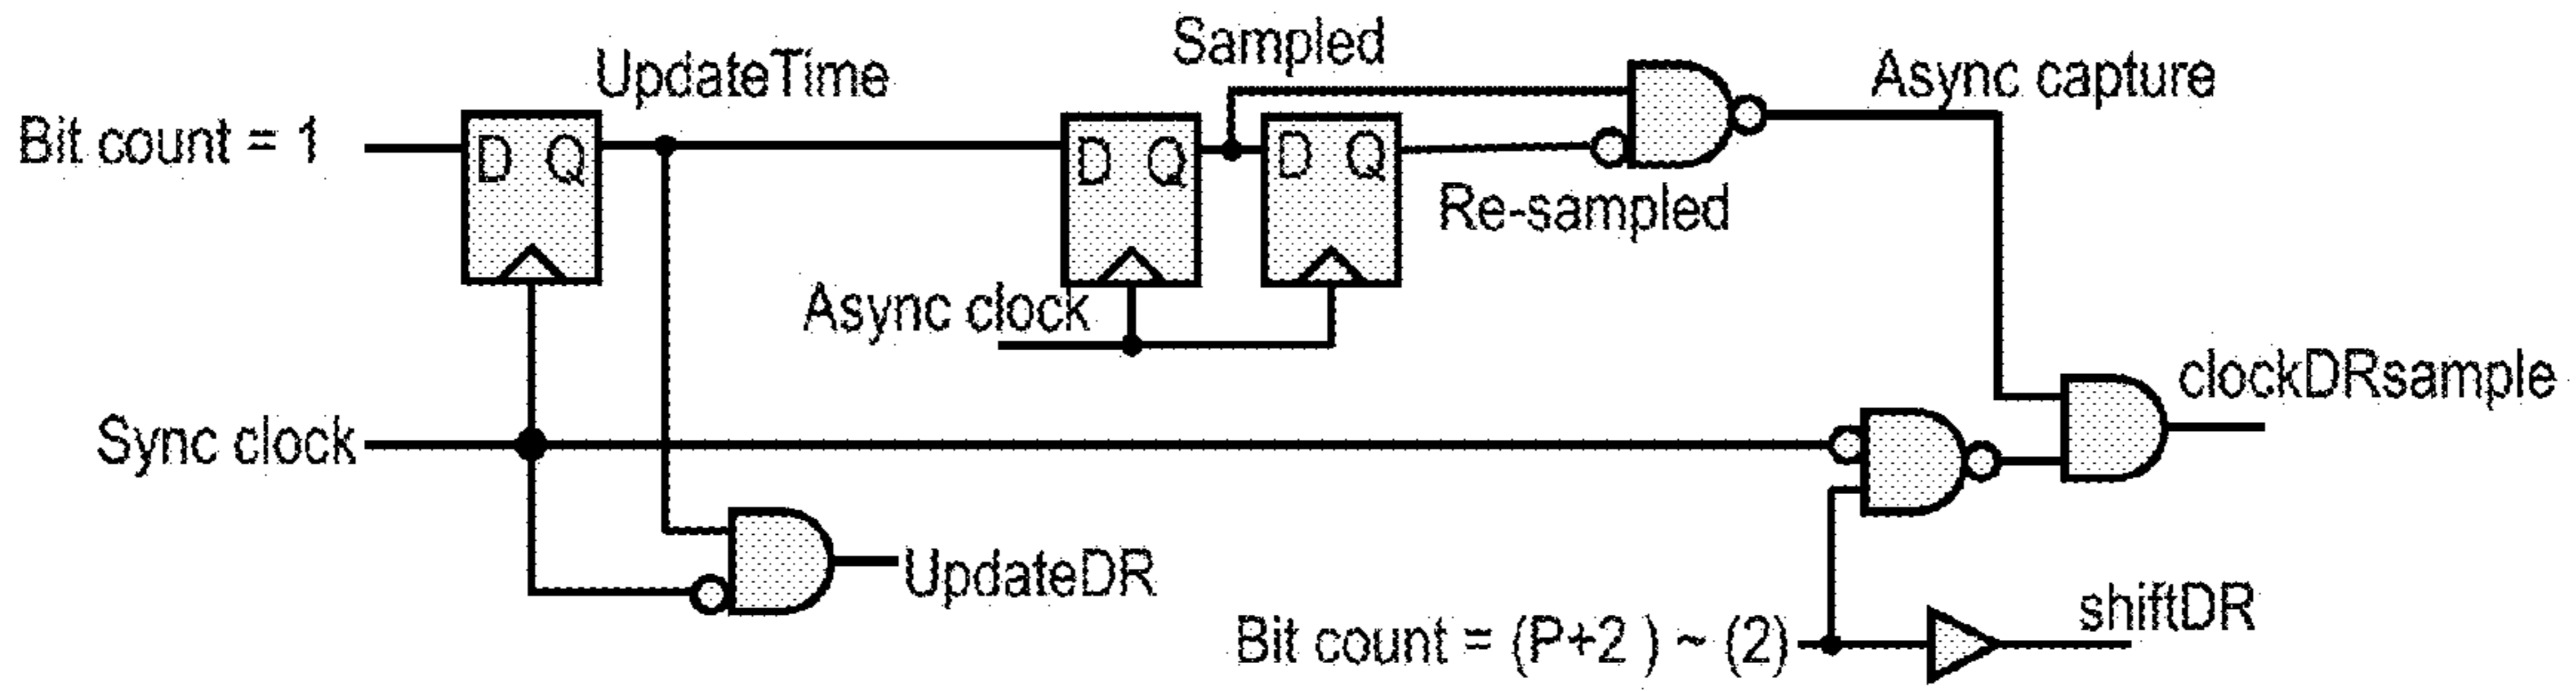 Sampled
UpdateTime
Async capture
Bit count = 1
D Q
D Q
D Q
Re-sampled
Async clock
clockDRsample
Sync clock
UpdateDR
shiftDR
Bit count = (P+2 ) ~ (2)